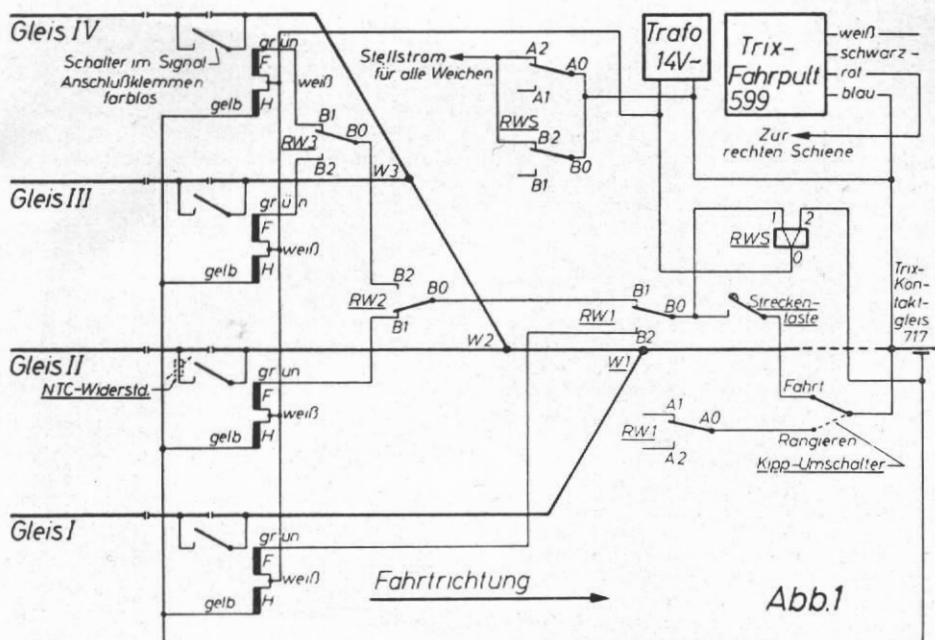 Gleis IV
Schalter im Signal
Anschlußklemmen
farblos
grün
F
weiß
gelb
H
Stellstrom
für alle Weichen
A2
A0
A1
RWS
B2
B0
B1
Trafo
14V~
Trix-
Fahrpult
599
weiß
schwarz
rot
blau
Zur
rechten Schiene
B1
RW3
B0
B2
W3
Gleis III
grün
F
weiß
gelb
H
1
2
RWS
0
B2
RW2
B0
B1
B1
RW1
B0
B2
Strecken-
taste
Trix-
Kon-
takt-
gleis
717
W2
W1
Gleis II
NTC-Widerstd.
grün
F
weiß
gelb
H
Fahrt
A1
RW1
A0
A2
Rangieren
Kipp-Umschalter
Gleis I
grün
F
weiß
gelb
H
Fahrtrichtung
Abb.1